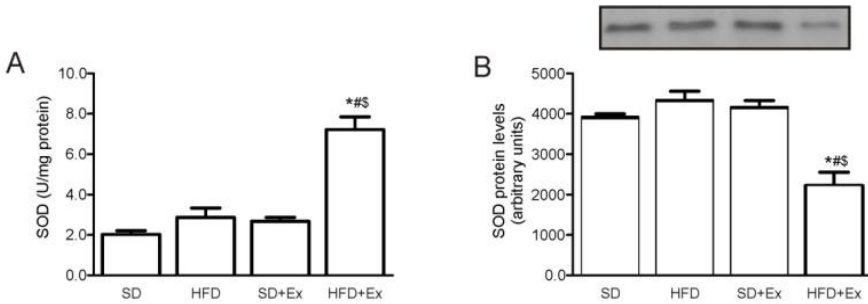 A
SOD (U/mg protein)
10.0
8.0
6.0
4.0
2.0
0.0
*#$
SD HFD SD+Ex HFD+Ex
B
SOD protein levels
(arbitrary units)
5000
4000
3000
2000
1000
0
*#$
SD HFD SD+Ex HFD+Ex